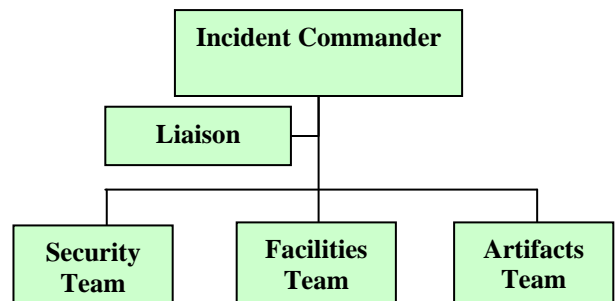 Incident Commander
Liaison
Security
Team
Facilities
Team
Artifacts
Team